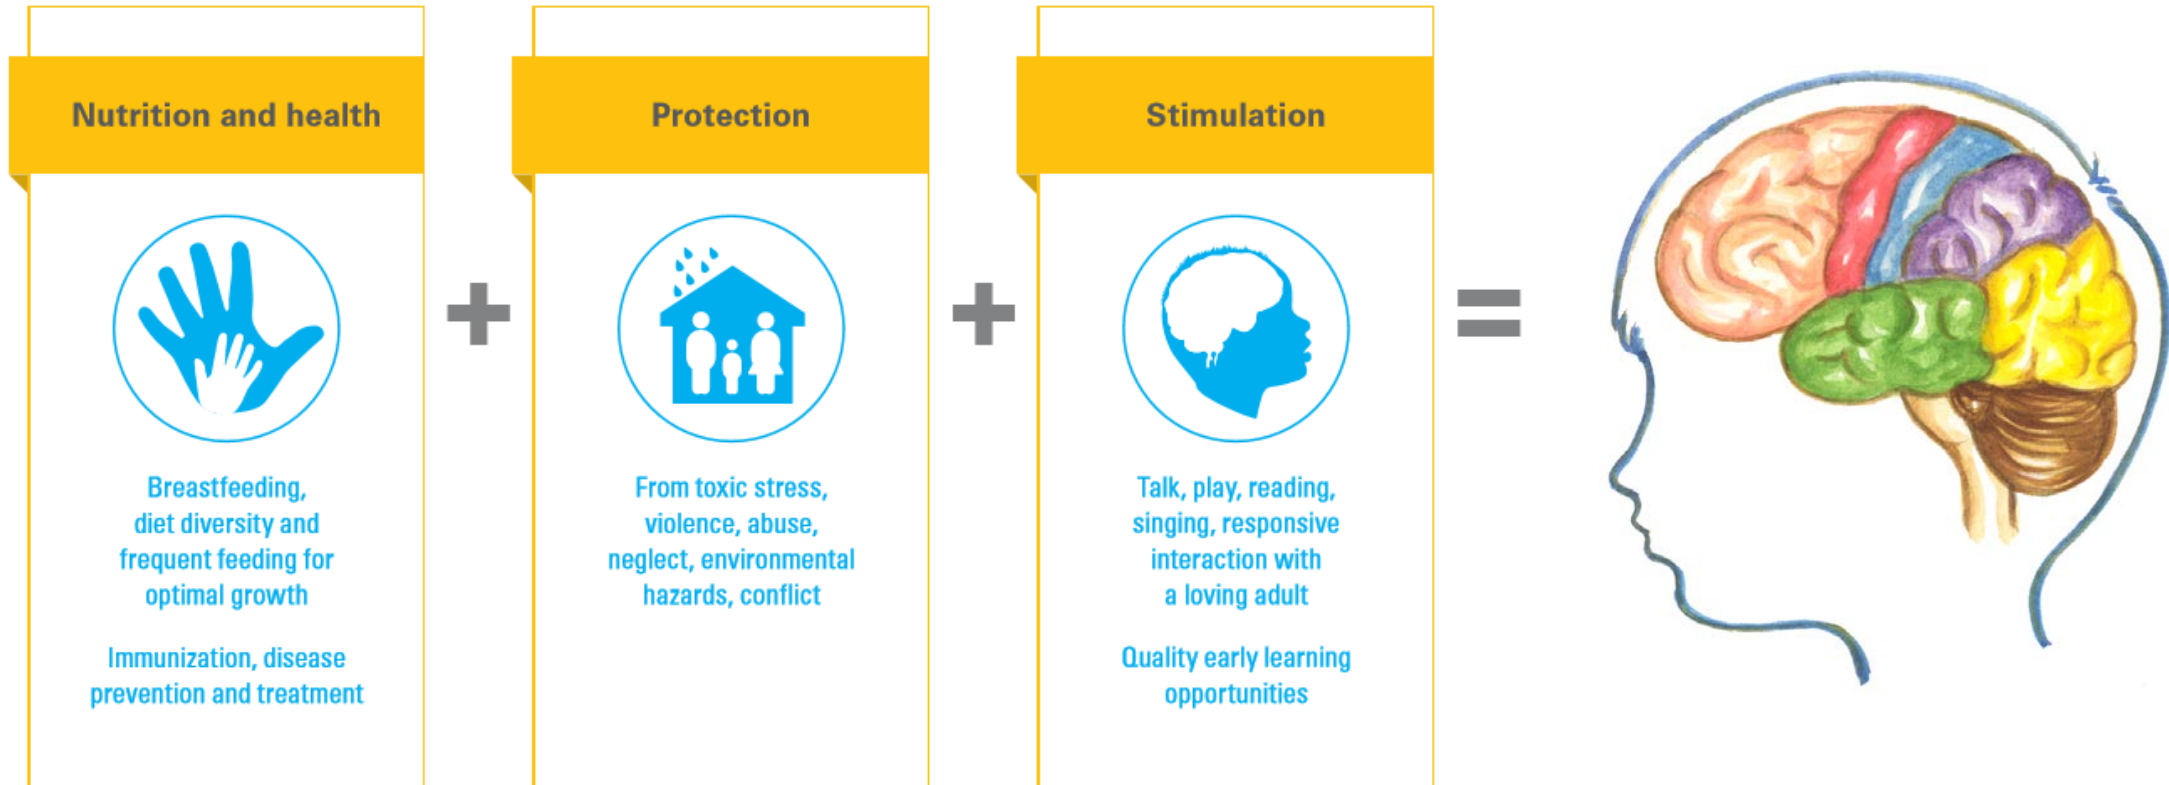 Nutrition and health
Breastfeeding,
diet diversity and
frequent feeding for
optimal growth
Immunization, disease
prevention and treatment
+
Protection
From toxic stress,
violence, abuse,
neglect, environmental
hazards, conflict
+
Stimulation
Talk, play, reading,
singing, responsive
interaction with
a loving adult
Quality early learning
opportunities
=